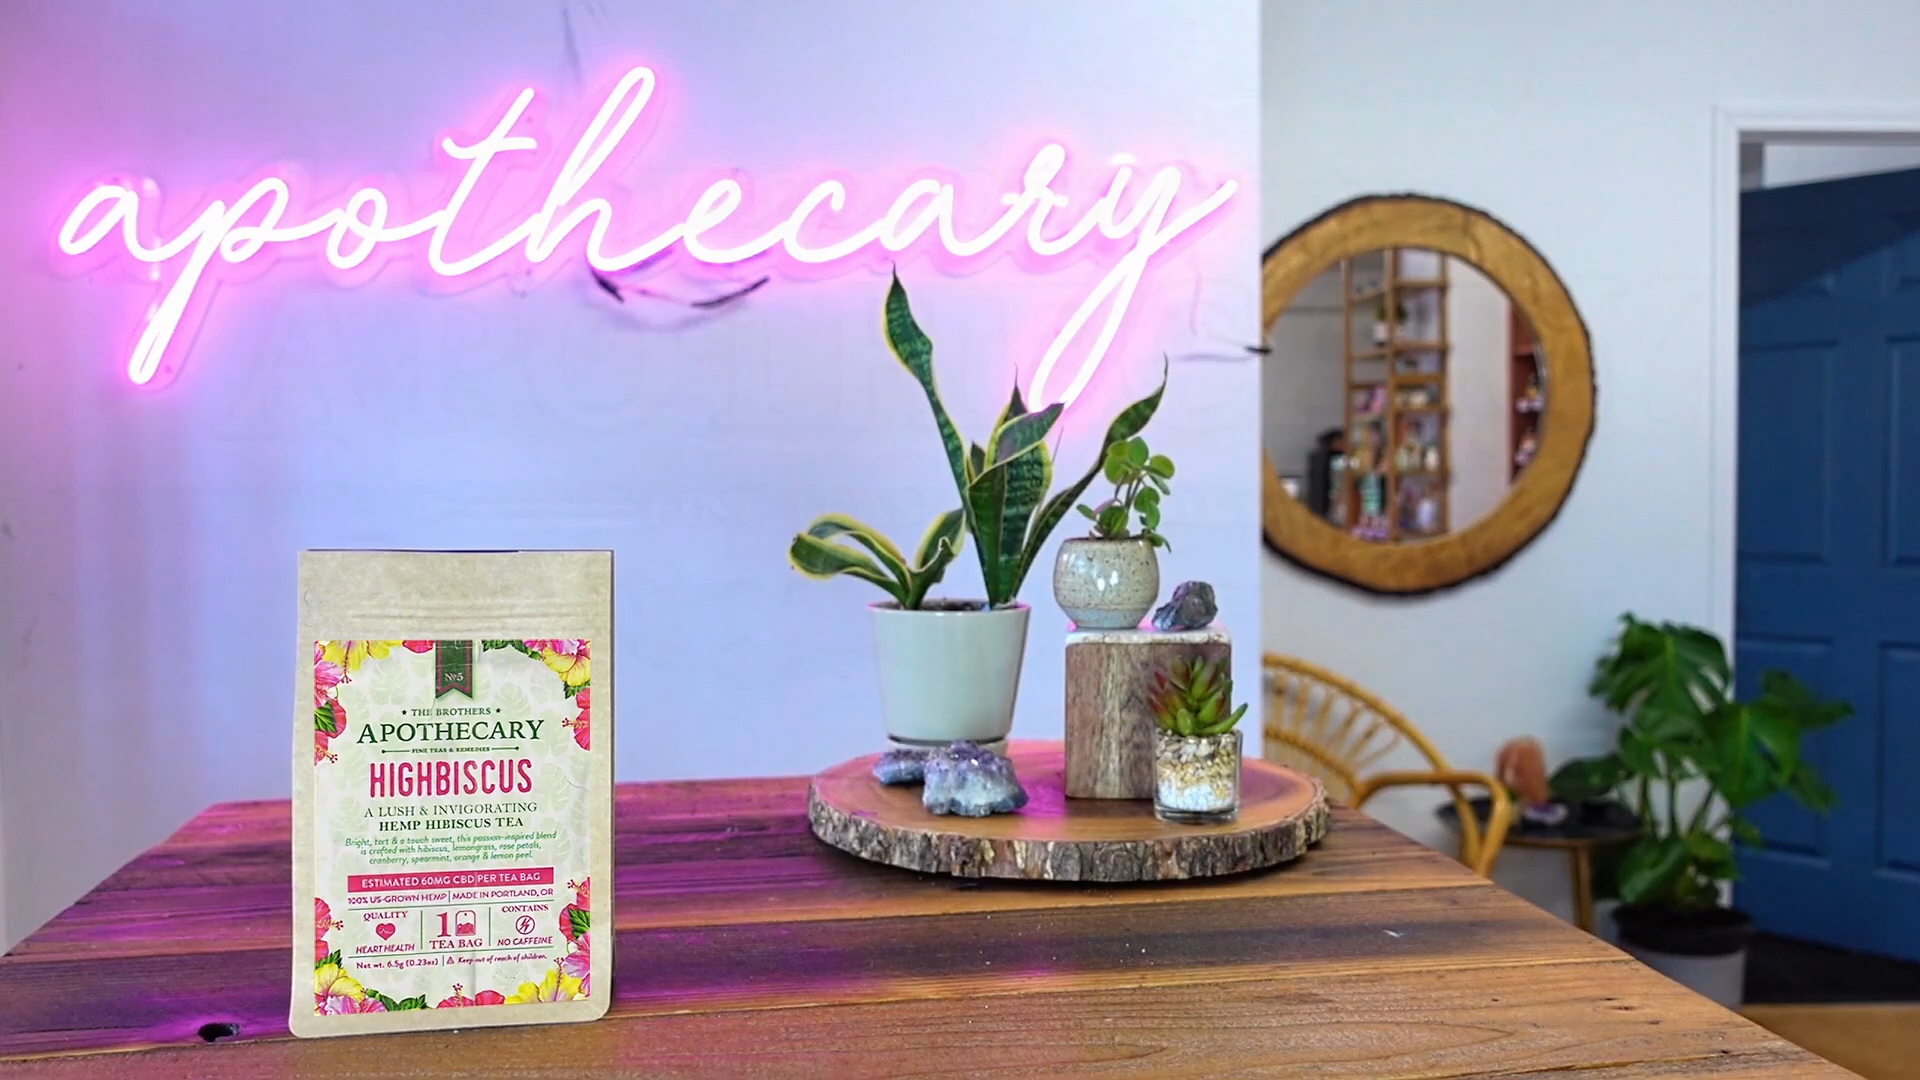 apothecary
Nº5
★ THE BROTHERS ★
APOTHECARY
FINE TEAS & REMEDIES
HIGHBISCUS
A LUSH & INVIGORATING
HEMP HIBISCUS TEA
Bright, tart & a touch sweet, this passion-inspired blend
is crafted with hibiscus, lemongrass, rose petals,
cranberry, spearmint, orange & lemon peel.
ESTIMATED 60MG CBD PER TEA BAG
100% US-GROWN HEMP | MADE IN PORTLAND, OR
QUALITY
HEART HEALTH
1
TEA BAG
CONTAINS
NO CAFFEINE
Net wt. 6.5g (0.23oz) | ⚠ Keep out of reach of children.